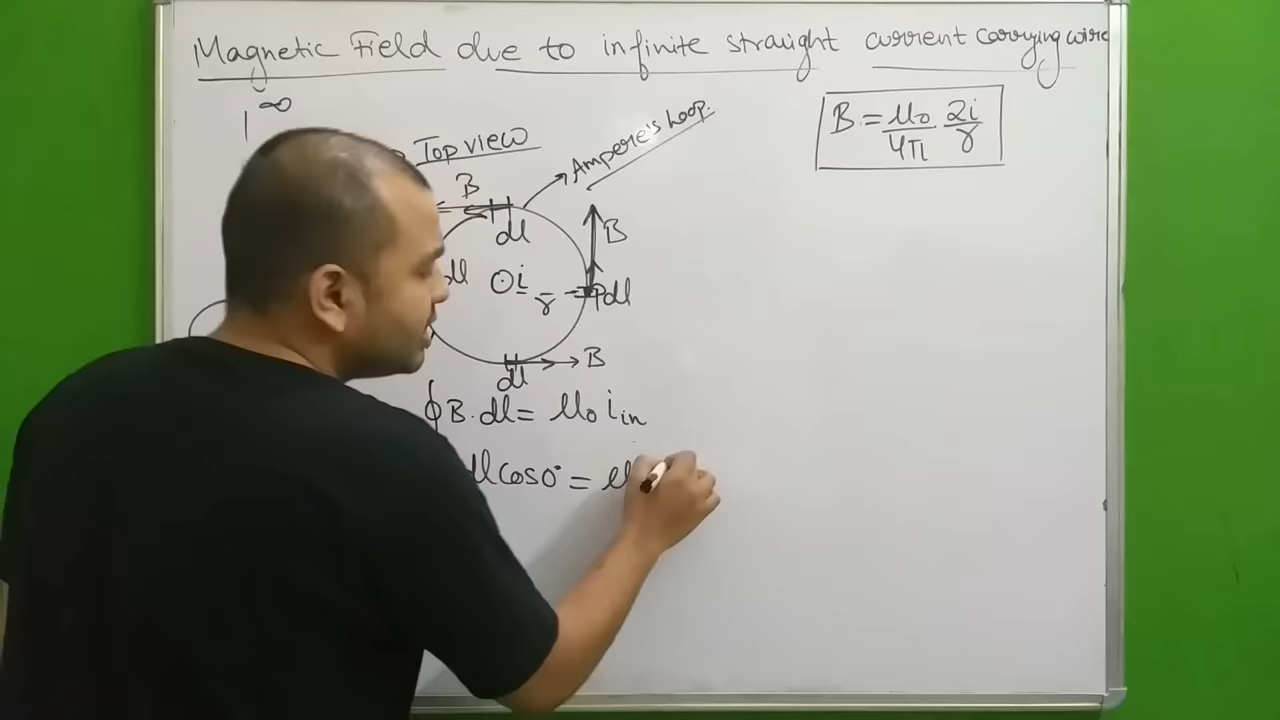 Magnetic Field due to infinite straight current carrying wire
∞
B = μ₀/4π 2i/r
Top view
Ampere's Loop.
B
dl
B
dl
i
r
dl
dl
B
∮B.dl = μ₀ i in
dl cos0° = μ